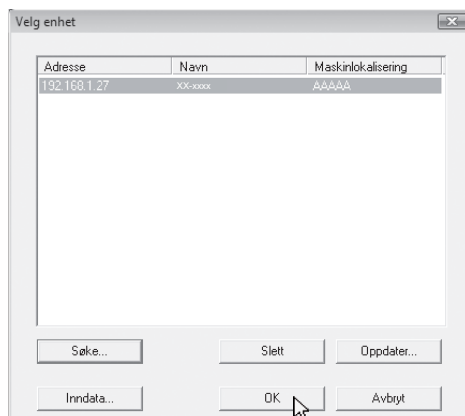 Velg enhet
Adresse Navn Maskinlokalisering
192.168.1.27 XX-xxxx AAAAA
Søke... Slett Oppdater...
Inndata... OK Avbryt